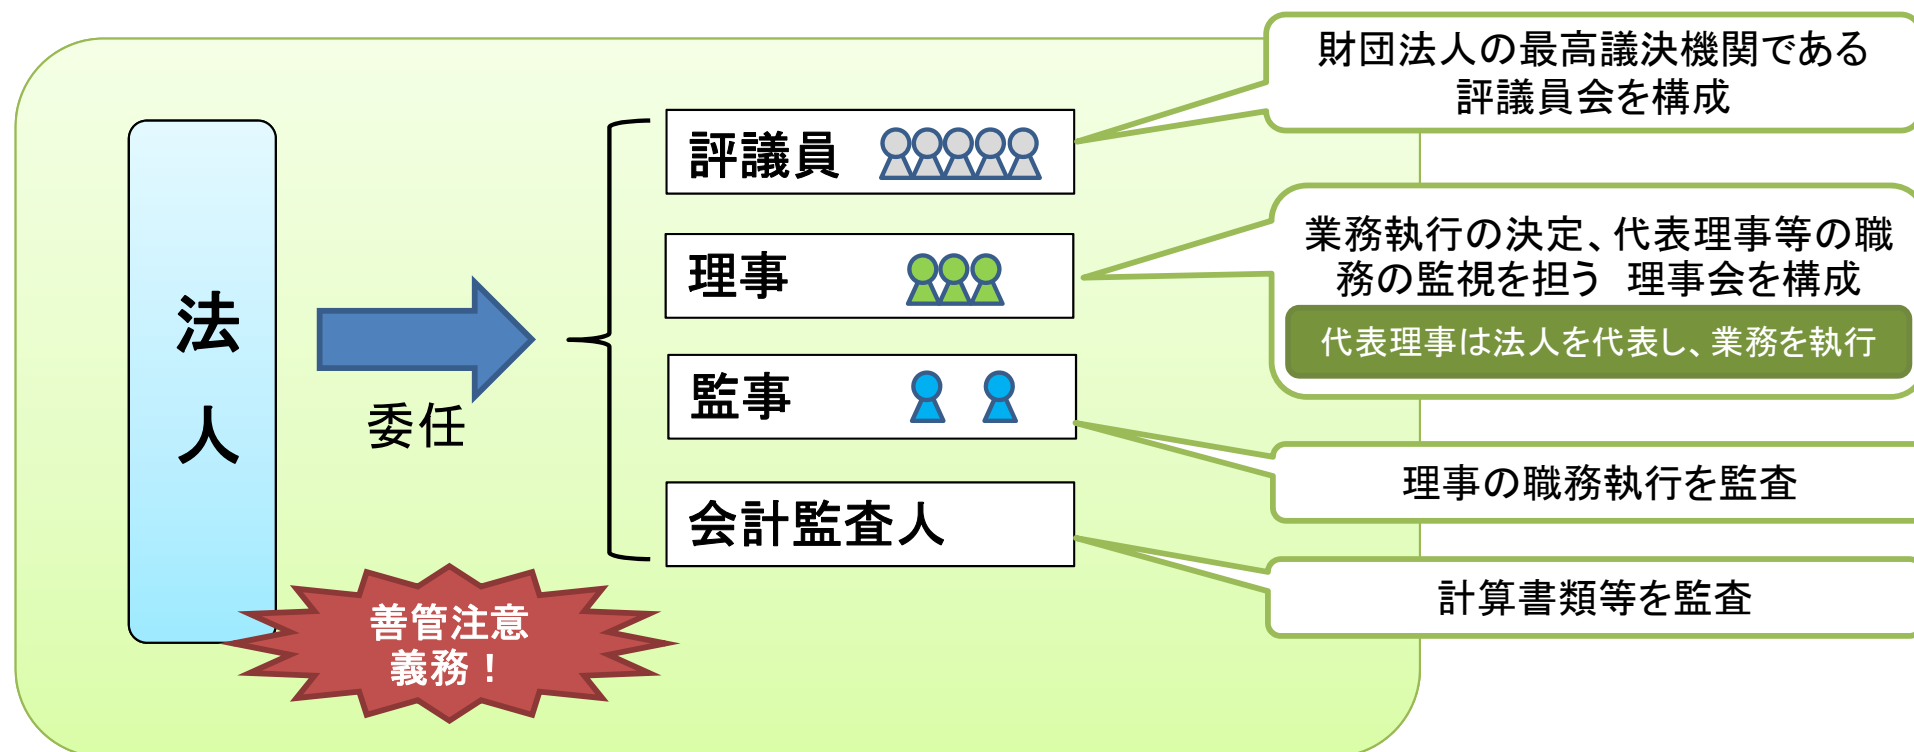 法
人
委任
善管注意
義務！
評議員
理事
監事
会計監査人
財団法人の最高議決機関である
評議員会を構成
業務執行の決定、代表理事等の職
務の監視を担う　理事会を構成
代表理事は法人を代表し、業務を執行
理事の職務執行を監査
計算書類等を監査